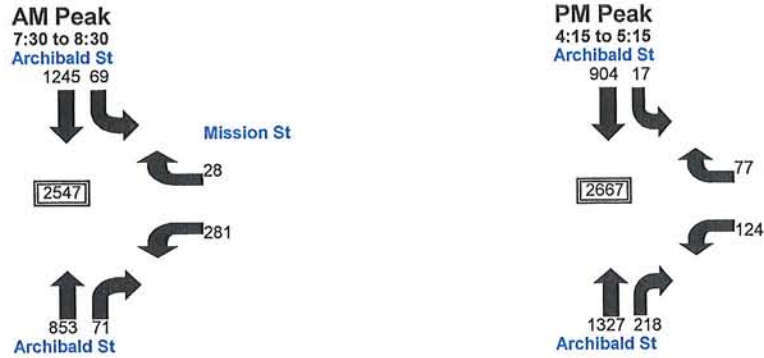 AM Peak
7:30 to 8:30
Archibald St
1245 69
Mission St
28
2547
281
853 71
Archibald St
PM Peak
4:15 to 5:15
Archibald St
904 17
77
2667
124
1327 218
Archibald St